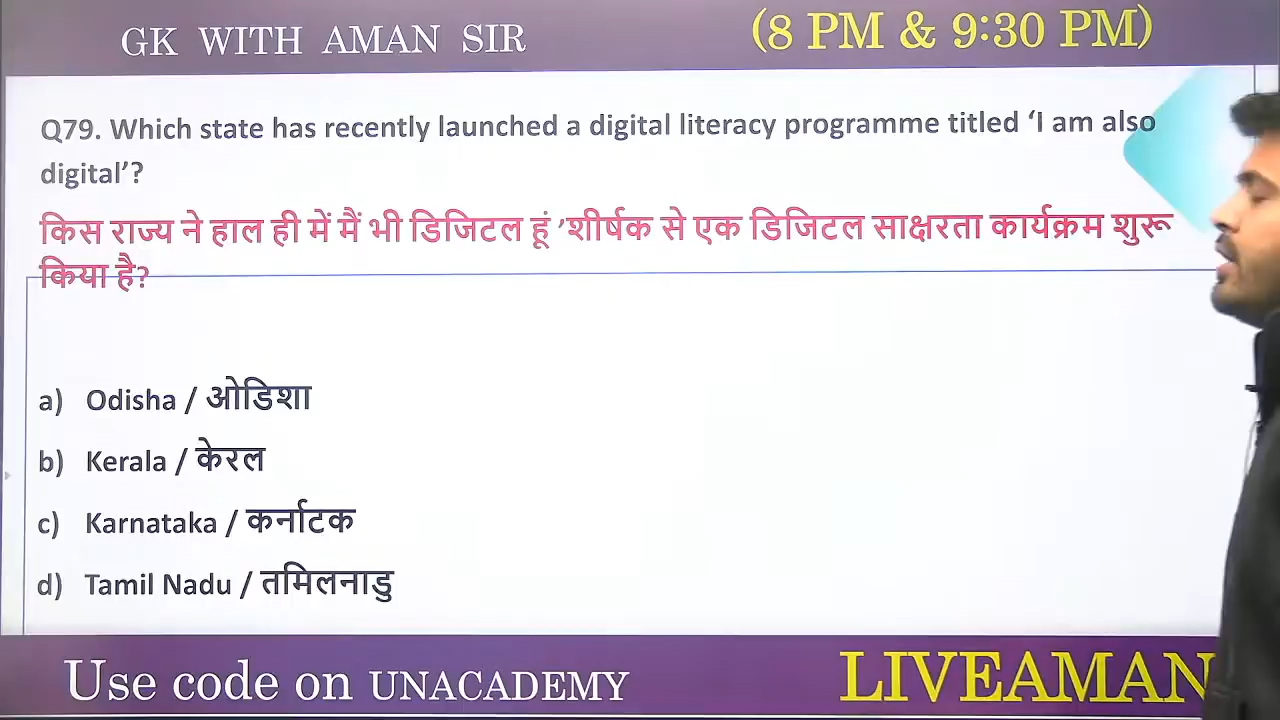 GK WITH AMAN SIR (8 PM & 9:30 PM)
Q79. Which state has recently launched a digital literacy programme titled ‘I am also
digital’?
किस राज्य ने हाल ही में मैं भी डिजिटल हूं ’शीर्षक से एक डिजिटल साक्षरता कार्यक्रम शुरू
किया है?
a) Odisha / ओडिशा
b) Kerala / केरल
c) Karnataka / कर्नाटक
d) Tamil Nadu / तमिलनाडु
Use code on UNACADEMY LIVEAMAN